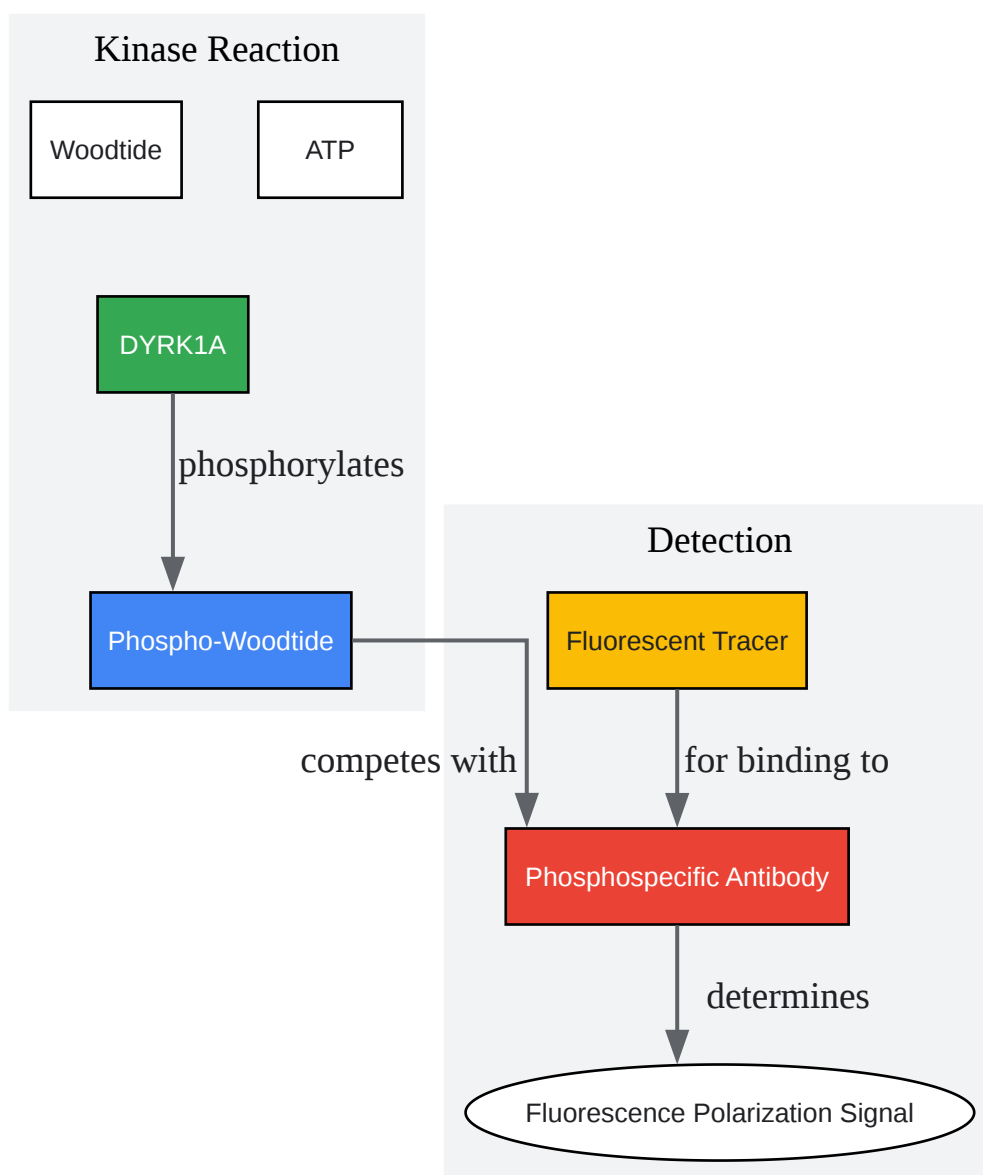 Kinase Reaction
Woodtide
ATP
DYRK1A
phosphorylates
Detection
Phospho-Woodtide
Fluorescent Tracer
competes with
for binding to
Phosphospecific Antibody
determines
Fluorescence Polarization Signal